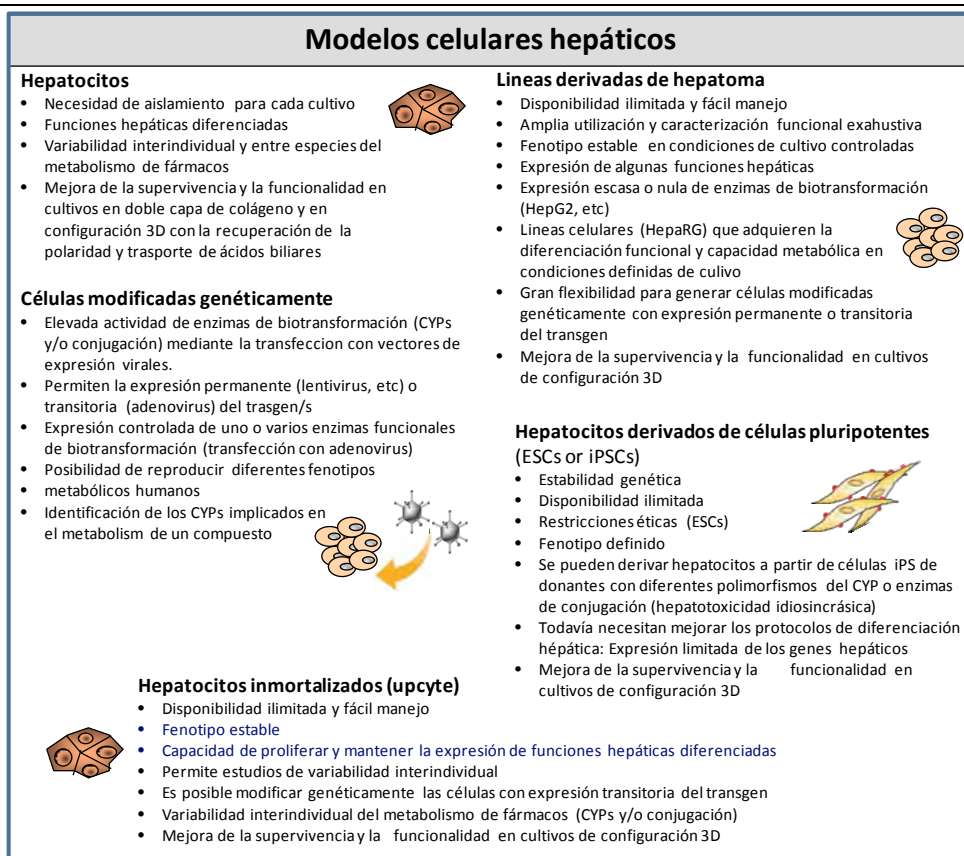 Modelos celulares hepáticos
Hepatocitos
• Necesidad de aislamiento para cada cultivo
• Funciones hepáticas diferenciadas
• Variabilidad interindividual y entre especies del
metabolismo de fármacos
• Mejora de la supervivencia y la funcionalidad en
cultivos en doble capa de colágeno y en
configuración 3D con la recuperación de la
polaridad y trasporte de ácidos biliares
Células modificadas genéticamente
• Elevada actividad de enzimas de biotransformación (CYPs
y/o conjugación) mediante la transfeccion con vectores de
expresión virales.
• Permiten la expresión permanente (lentivirus, etc) o
transitoria (adenovirus) del trasgen/s
• Expresión controlada de uno o varios enzimas funcionales
de biotransformación (transfección con adenovirus)
• Posibilidad de reproducir diferentes fenotipos
• metabólicos humanos
• Identificación de los CYPs implicados en
el metabolism de un compuesto
Lineas derivadas de hepatoma
• Disponibilidad ilimitada y fácil manejo
• Amplia utilización y caracterización funcional exahustiva
• Fenotipo estable en condiciones de cultivo controladas
• Expresión de algunas funciones hepáticas
• Expresión escasa o nula de enzimas de biotransformación
(HepG2, etc)
• Lineas celulares (HepaRG) que adquieren la
diferenciación funcional y capacidad metabólica en
condiciones definidas de culivo
• Gran flexibilidad para generar células modificadas
genéticamente con expresión permanente o transitoria
del transgen
• Mejora de la supervivencia y la funcionalidad en cultivos
de configuración 3D
Hepatocitos derivados de células pluripotentes
(ESCs or iPSCs)
• Estabilidad genética
• Disponibilidad ilimitada
• Restricciones éticas (ESCs)
• Fenotipo definido
• Se pueden derivar hepatocitos a partir de células iPS de
donantes con diferentes polimorfismos del CYP o enzimas
de conjugación (hepatotoxicidad idiosincrásica)
• Todavía necesitan mejorar los protocolos de diferenciación
hépática: Expresión limitada de los genes hepáticos
• Mejora de la supervivencia y la funcionalidad en
cultivos de configuración 3D
Hepatocitos inmortalizados (upcyte)
• Disponibilidad ilimitada y fácil manejo
• Fenotipo estable
• Capacidad de proliferar y mantener la expresión de funciones hepáticas diferenciadas
• Permite estudios de variabilidad interindividual
• Es posible modificar genéticamente las células con expresión transitoria del transgen
• Variabilidad interindividual del metabolismo de fármacos (CYPs y/o conjugación)
• Mejora de la supervivencia y la funcionalidad en cultivos de configuración 3D